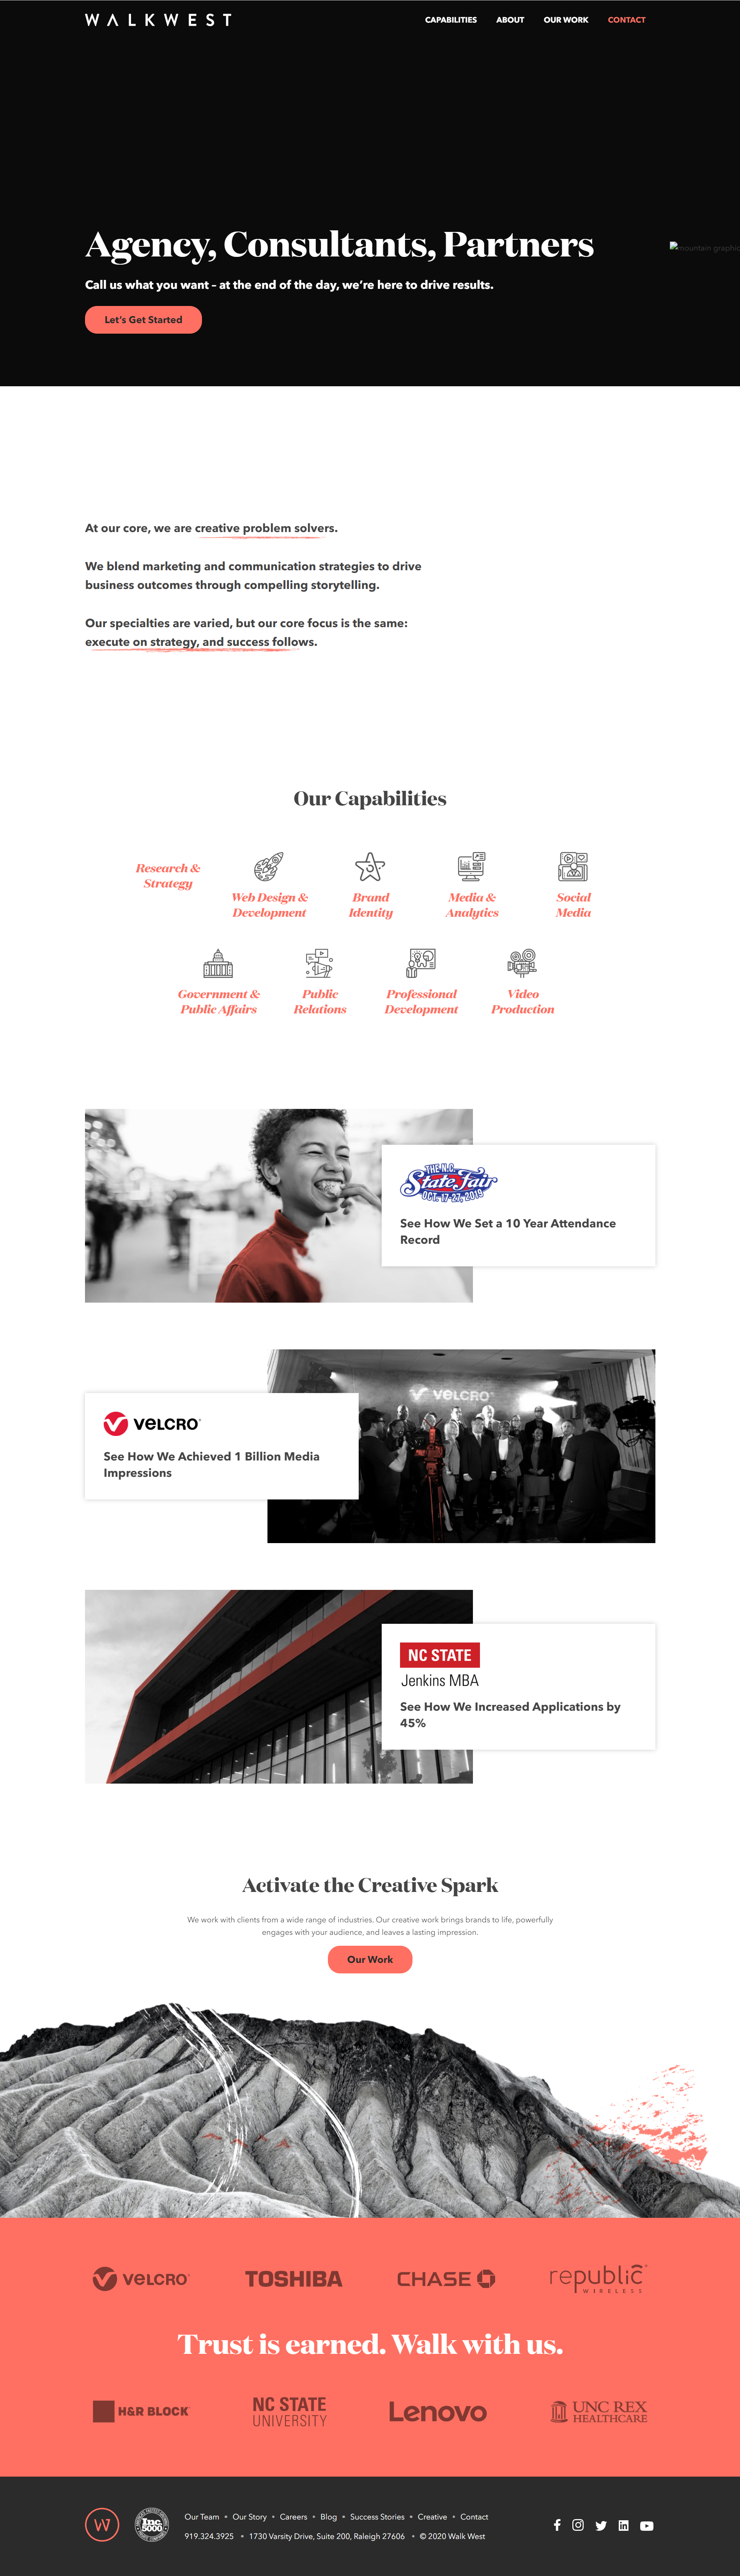 WALKWEST
CAPABILITIES ABOUT OUR WORK CONTACT
Agency, Consultants, Partners
mountain graphic
Call us what you want – at the end of the day, we're here to drive results.
Let's Get Started
At our core, we are creative problem solvers.
We blend marketing and communication strategies to drive
business outcomes through compelling storytelling.
Our specialties are varied, but our core focus is the same:
execute on strategy, and success follows.
Our Capabilities
Research &
Strategy
Web Design &
Development
Brand
Identity
Media &
Analytics
Social
Media
Government &
Public Affairs
Public
Relations
Professional
Development
Video
Production
THE N.C.
State Fair
OCT. 17-27, 2019
See How We Set a 10 Year Attendance
Record
VELCRO
VELCRO
See How We Achieved 1 Billion Media
Impressions
NC STATE
Jenkins MBA
See How We Increased Applications by
45%
Activate the Creative Spark
We work with clients from a wide range of industries. Our creative work brings brands to life, powerfully
engages with your audience, and leaves a lasting impression.
Our Work
VELCRO TOSHIBA CHASE republic
WIRELESS
Trust is earned. Walk with us.
H&R BLOCK
NC STATE
UNIVERSITY
Lenovo
UNC REX
HEALTHCARE
W
Inc.
5000
Our Team • Our Story • Careers • Blog • Success Stories • Creative • Contact
919.324.3925 • 1730 Varsity Drive, Suite 200, Raleigh 27606 • © 2020 Walk West